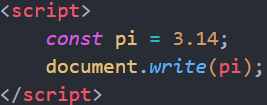 <script>
    const pi = 3.14;
    document.write(pi);
</script>